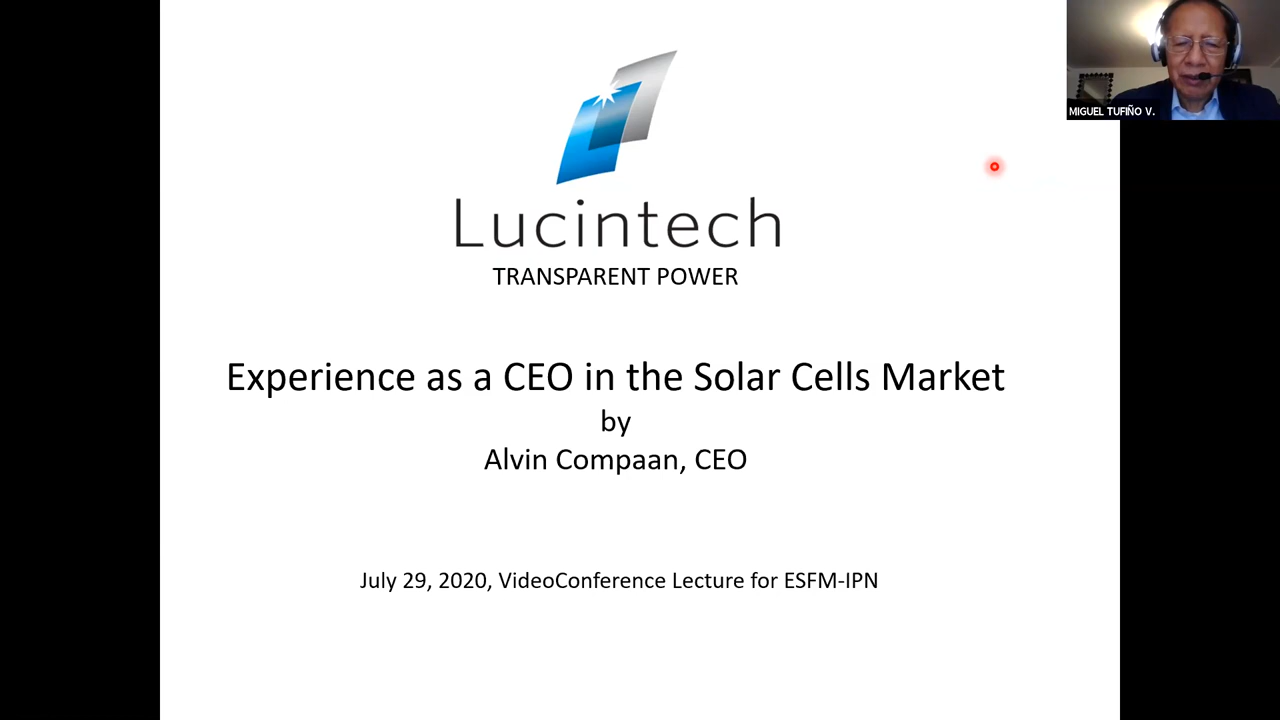 MIGUEL TUFIÑO V.
Lucintech
TRANSPARENT POWER
Experience as a CEO in the Solar Cells Market
by
Alvin Compaan, CEO
July 29, 2020, VideoConference Lecture for ESFM-IPN